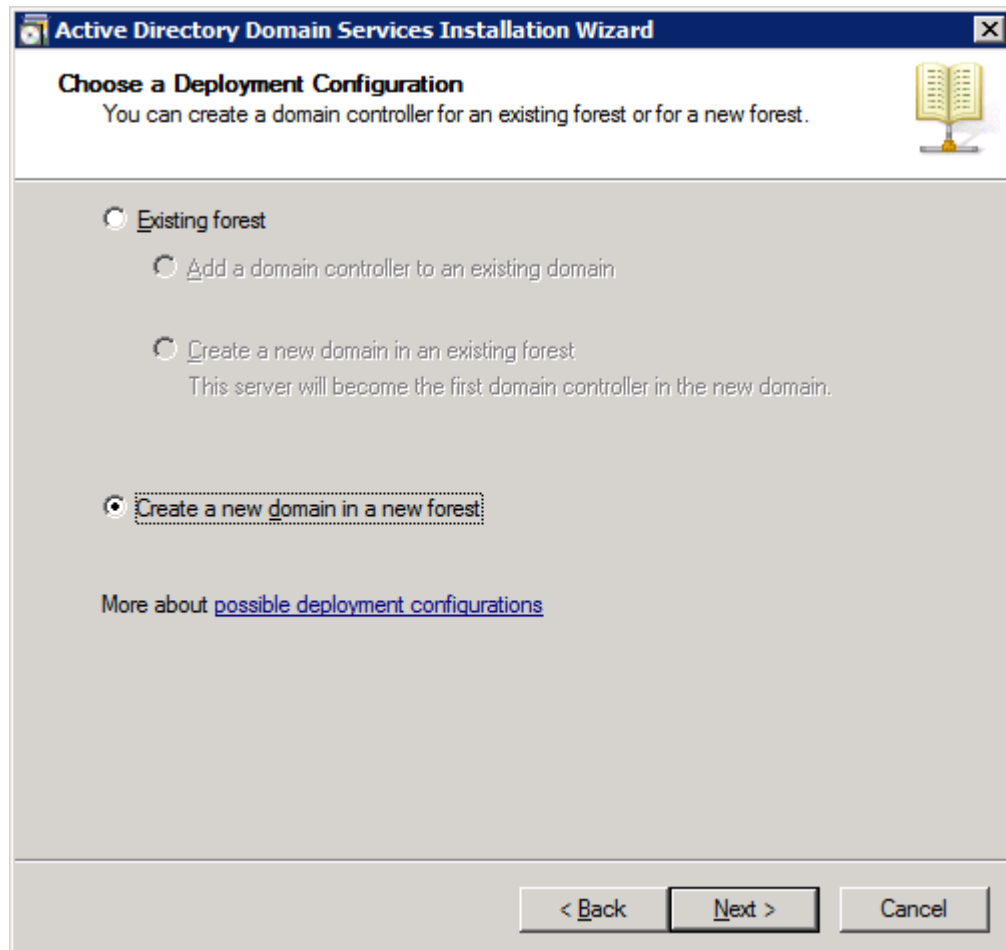 Active Directory Domain Services Installation Wizard
Choose a Deployment Configuration
You can create a domain controller for an existing forest or for a new forest.
Existing forest
Add a domain controller to an existing domain
Create a new domain in an existing forest
This server will become the first domain controller in the new domain.
Create a new domain in a new forest
More about possible deployment configurations
< Back
Next >
Cancel